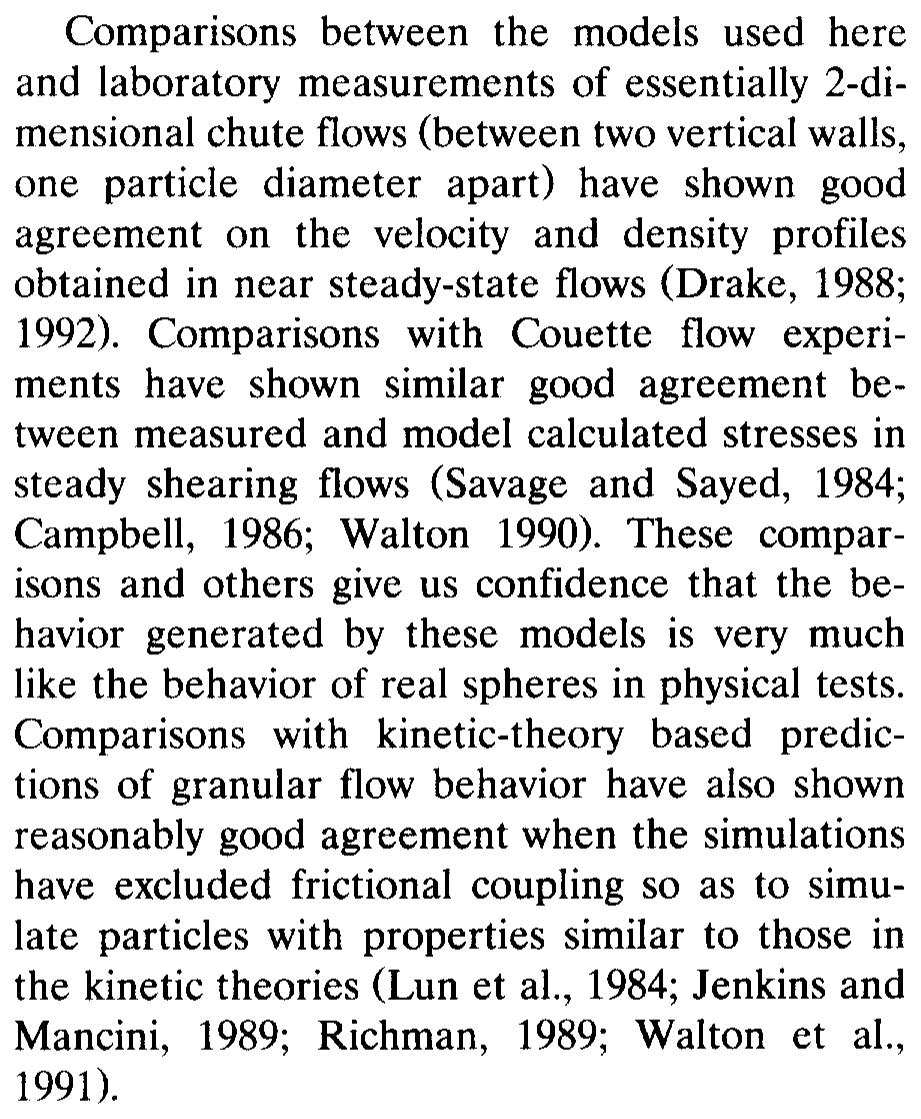 Comparisons between the models used here
and laboratory measurements of essentially 2-di-
mensional chute flows (between two vertical walls,
one particle diameter apart) have shown good
agreement on the velocity and density profiles
obtained in near steady-state flows (Drake, 1988;
1992). Comparisons with Couette flow experi-
ments have shown similar good agreement be-
tween measured and model calculated stresses in
steady shearing flows (Savage and Sayed, 1984;
Campbell, 1986; Walton 1990). These compar-
isons and others give us confidence that the be-
havior generated by these models is very much
like the behavior of real spheres in physical tests.
Comparisons with kinetic-theory based predic-
tions of granular flow behavior have also shown
reasonably good agreement when the simulations
have excluded frictional coupling so as to simu-
late particles with properties similar to those in
the kinetic theories (Lun et al., 1984; Jenkins and
Mancini, 1989; Richman, 1989; Walton et al.,
1991).